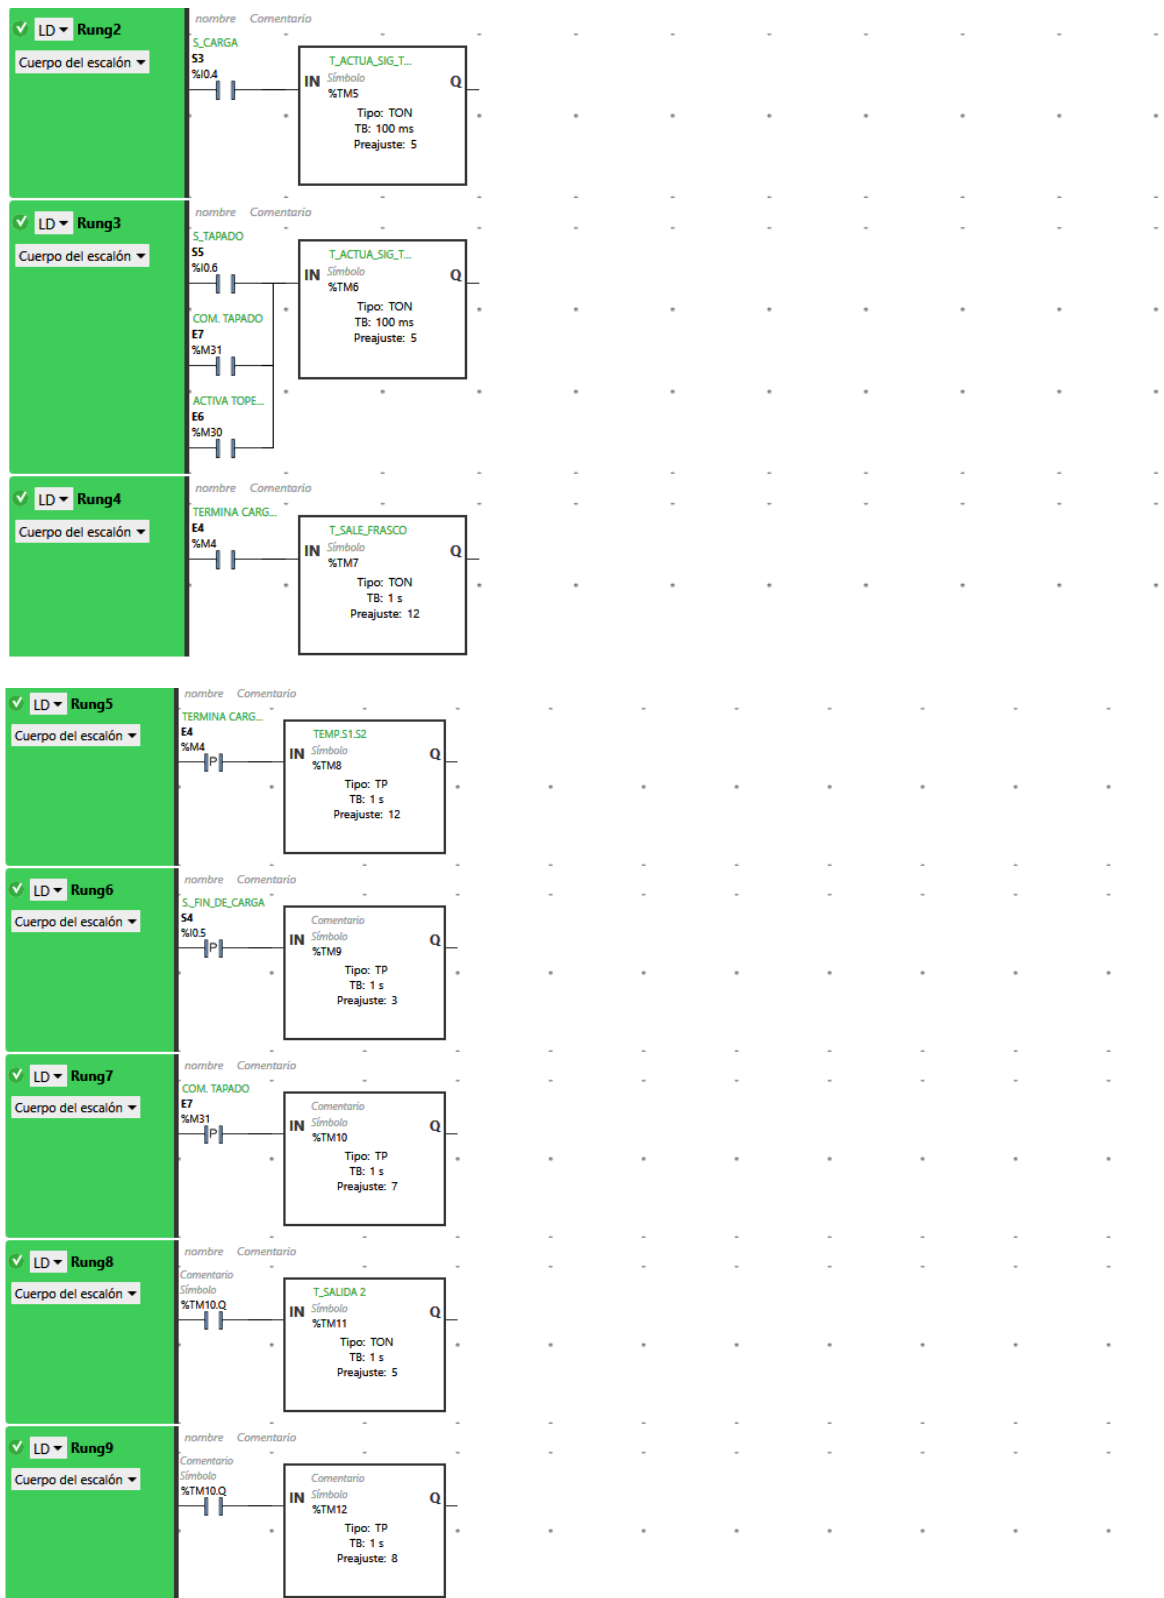 nombre Comentario
LD Rung2
Cuerpo del escalón
S_CARGA
S3
%I0.4
T_ACTUA_SIG_T...
IN Símbolo Q
%TM5
Tipo: TON
TB: 100 ms
Preajuste: 5
nombre Comentario
LD Rung3
Cuerpo del escalón
S_TAPADO
S5
%I0.6
T_ACTUA_SIG_T...
IN Símbolo Q
%TM6
Tipo: TON
TB: 100 ms
Preajuste: 5
COM. TAPADO
E7
%M31
ACTIVA TOPE...
E6
%M30
nombre Comentario
LD Rung4
Cuerpo del escalón
TERMINA CARG...
E4
%M4
T_SALE_FRASCO
IN Símbolo Q
%TM7
Tipo: TON
TB: 1 s
Preajuste: 12
nombre Comentario
LD Rung5
Cuerpo del escalón
TERMINA CARG...
E4
%M4
P
TEMP.S1.S2
IN Símbolo Q
%TM8
Tipo: TP
TB: 1 s
Preajuste: 12
nombre Comentario
LD Rung6
Cuerpo del escalón
S_FIN_DE_CARGA
S4
%I0.5
P
Comentario
IN Símbolo Q
%TM9
Tipo: TP
TB: 1 s
Preajuste: 3
nombre Comentario
LD Rung7
Cuerpo del escalón
COM. TAPADO
E7
%M31
P
Comentario
IN Símbolo Q
%TM10
Tipo: TP
TB: 1 s
Preajuste: 7
nombre Comentario
LD Rung8
Cuerpo del escalón
Comentario
Símbolo
%TM10.Q
T_SALIDA 2
IN Símbolo Q
%TM11
Tipo: TON
TB: 1 s
Preajuste: 5
nombre Comentario
LD Rung9
Cuerpo del escalón
Comentario
Símbolo
%TM10.Q
Comentario
IN Símbolo Q
%TM12
Tipo: TP
TB: 1 s
Preajuste: 8